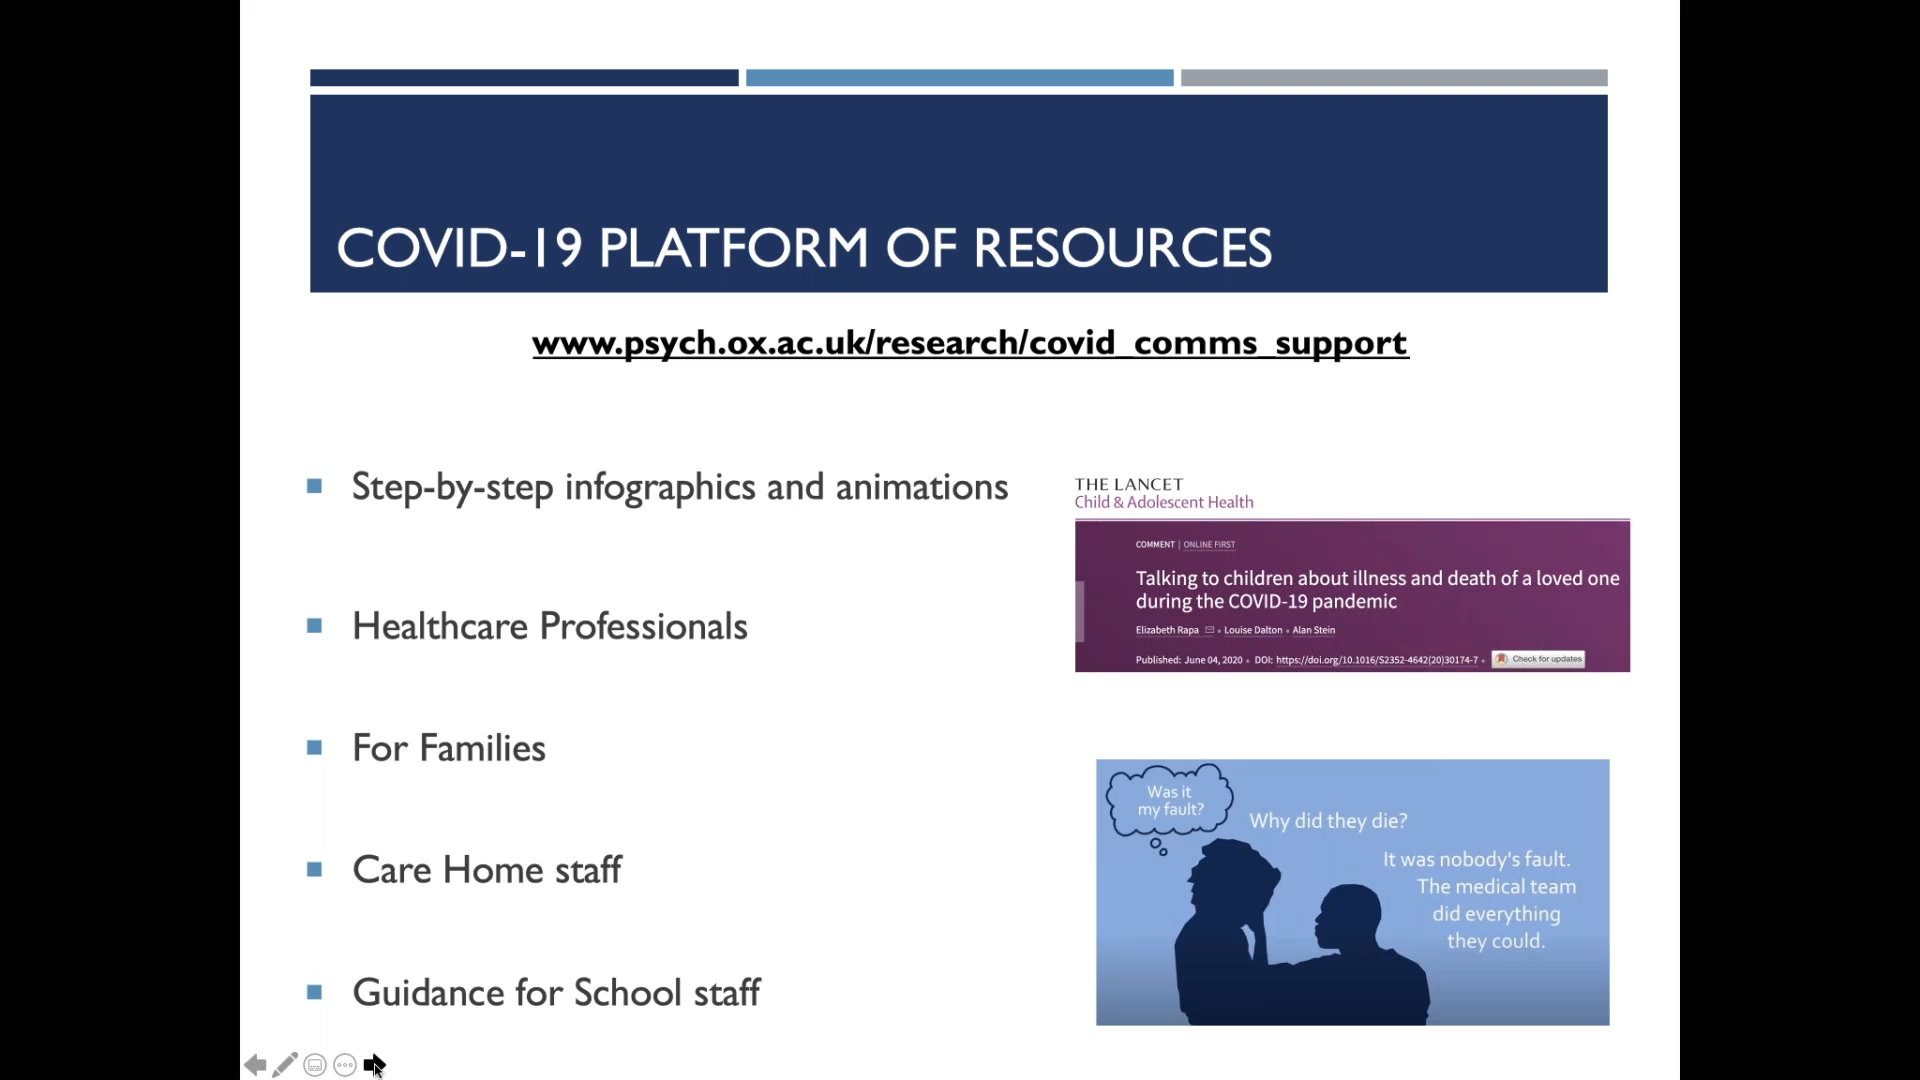 COVID-19 PLATFORM OF RESOURCES
www.psych.ox.ac.uk/research/covid_comms_support
Step-by-step infographics and animations
Healthcare Professionals
For Families
Care Home staff
Guidance for School staff
THE LANCET
Child & Adolescent Health
COMMENT | ONLINE FIRST
Talking to children about illness and death of a loved one
during the COVID-19 pandemic
Elizabeth Rapa • Louise Dalton • Alan Stein
Published: June 04, 2020 • DOI: https://doi.org/10.1016/S2352-4642(20)30174-7 • Check for updates
Was it
my fault?
Why did they die?
It was nobody's fault.
The medical team
did everything
they could.